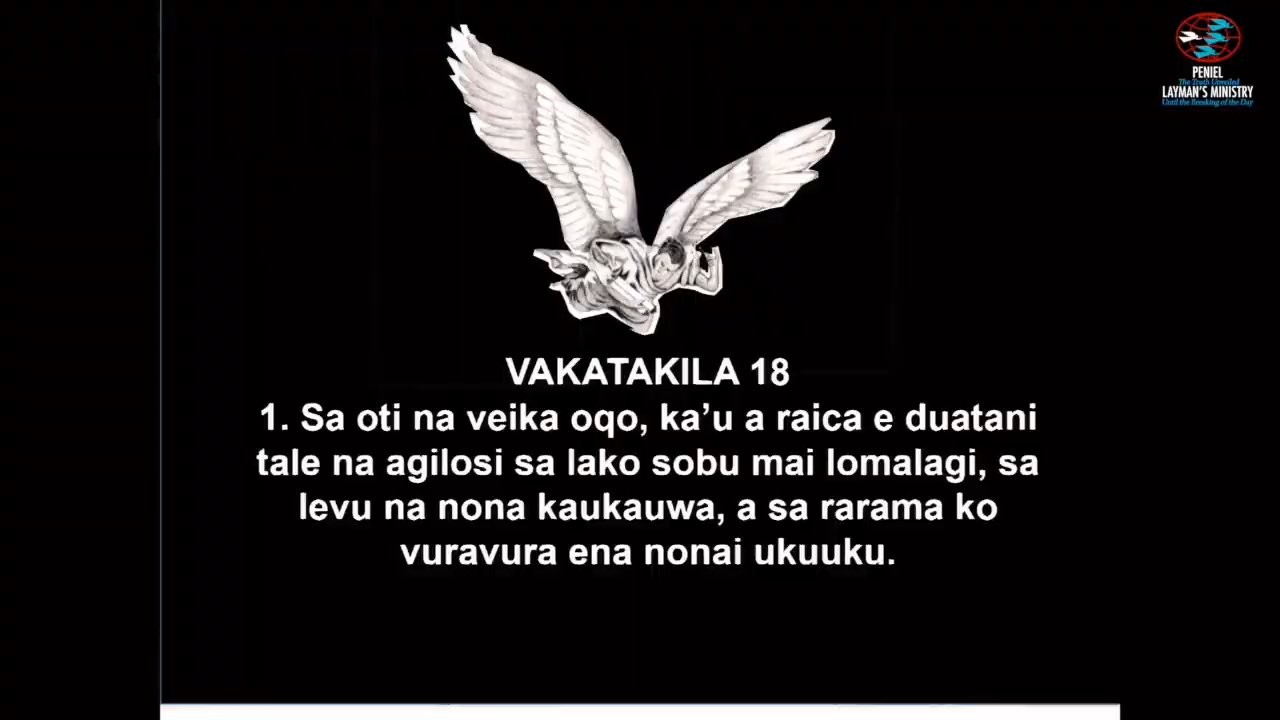 PENIEL
The Truth Unveiled
LAYMAN'S MINISTRY
Until the Breaking of the Day
VAKATAKILA 18
1. Sa oti na veika oqo, ka’u a raica e duatani
tale na agilosi sa lako sobu mai lomalagi, sa
levu na nona kaukauwa, a sa rarama ko
vuravura ena nonai ukuuku.